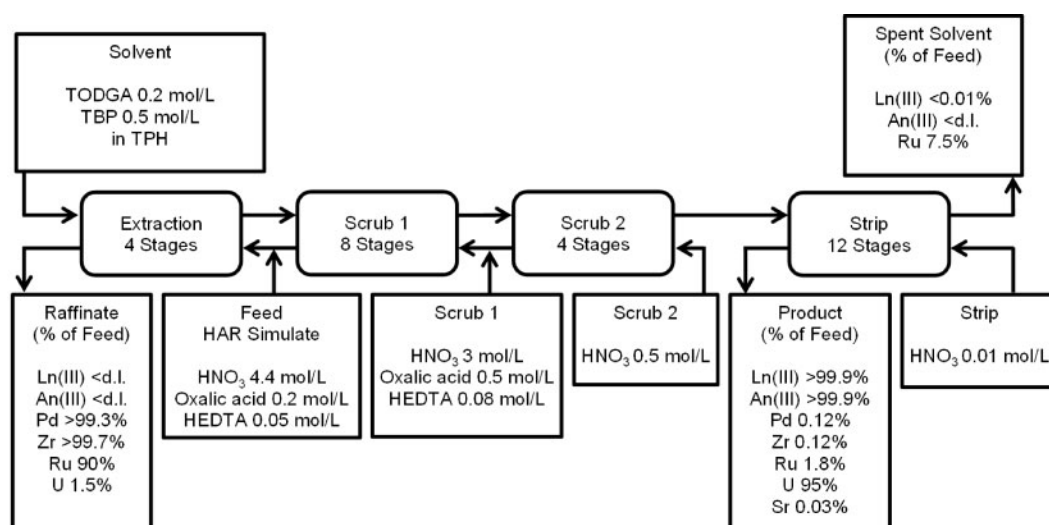 Solvent
TODGA 0.2 mol/L
TBP 0.5 mol/L
in TPH
Spent Solvent
(% of Feed)
Ln(III) <0.01%
An(III) <d.l.
Ru 7.5%
Extraction
4 Stages
Scrub 1
8 Stages
Scrub 2
4 Stages
Strip
12 Stages
Raffinate
(% of Feed)
Ln(III) <d.l.
An(III) <d.l.
Pd >99.3%
Zr >99.7%
Ru 90%
U 1.5%
Feed
HAR Simulate
HNO₃ 4.4 mol/L
Oxalic acid 0.2 mol/L
HEDTA 0.05 mol/L
Scrub 1
HNO₃ 3 mol/L
Oxalic acid 0.5 mol/L
HEDTA 0.08 mol/L
Scrub 2
HNO₃ 0.5 mol/L
Product
(% of Feed)
Ln(III) >99.9%
An(III) >99.9%
Pd 0.12%
Zr 0.12%
Ru 1.8%
U 95%
Sr 0.03%
Strip
HNO₃ 0.01 mol/L